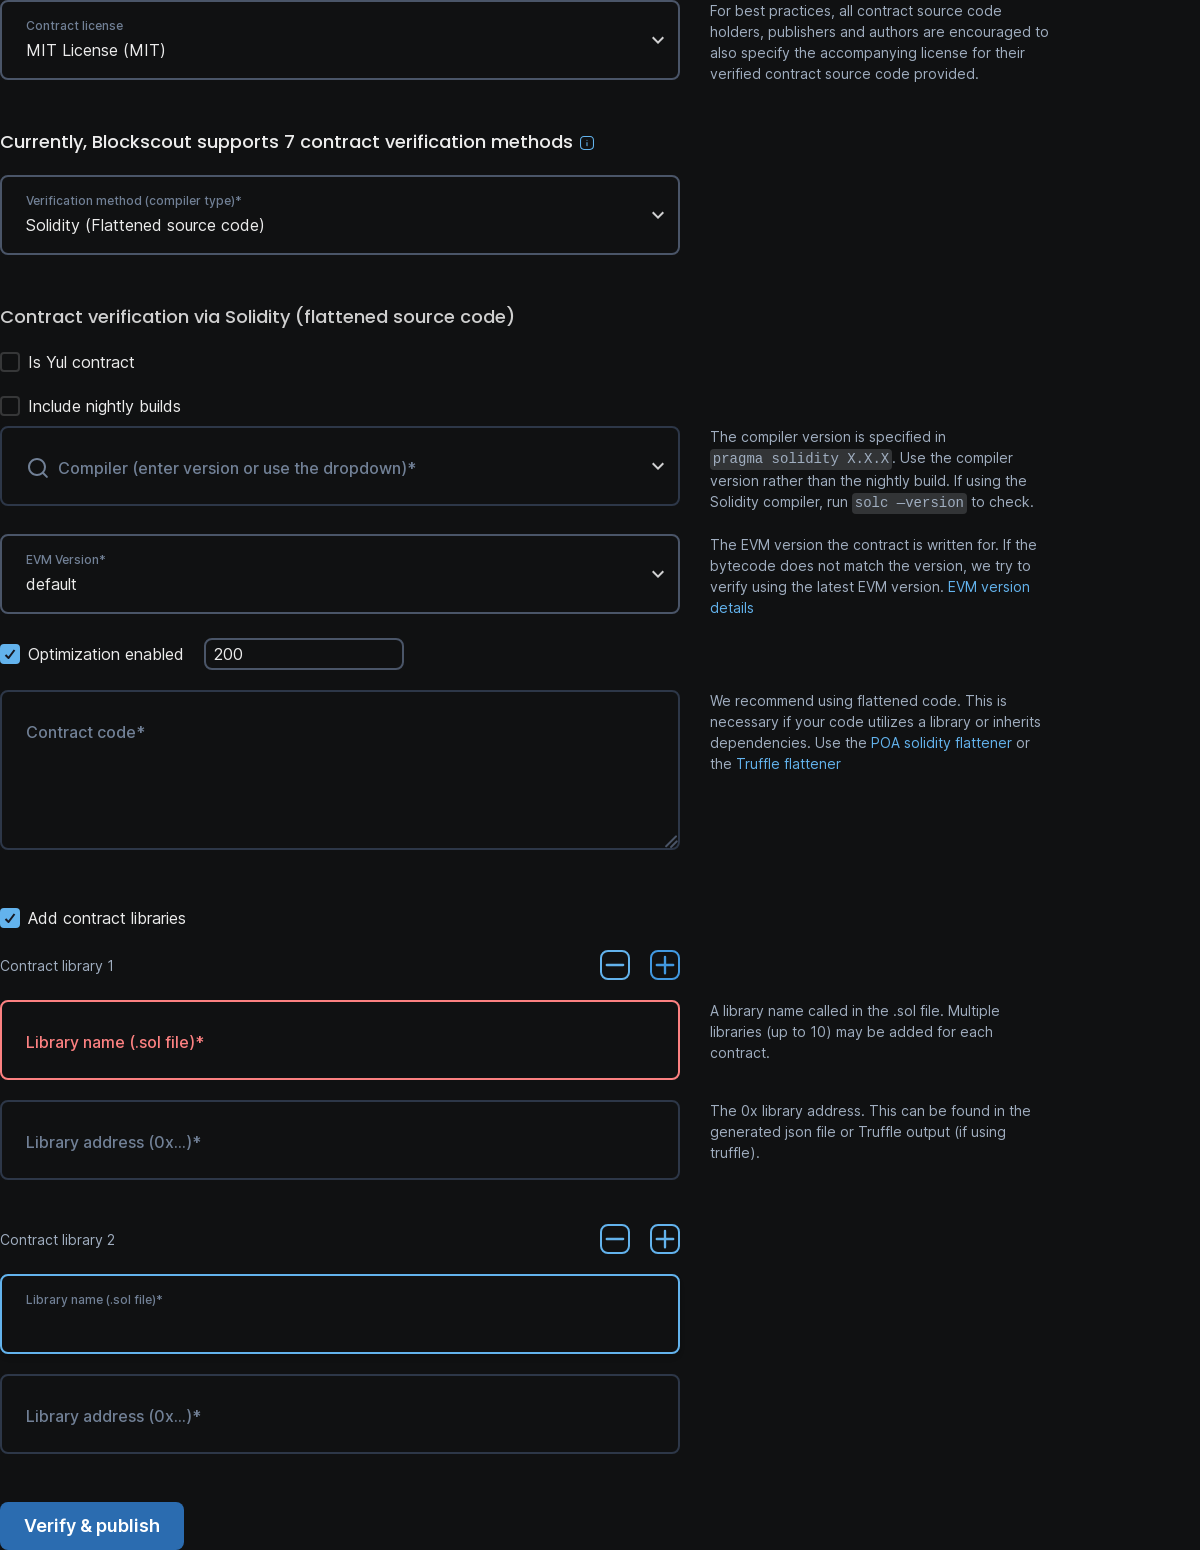 Contract license
MIT License (MIT)
For best practices, all contract source code
holders, publishers and authors are encouraged to
also specify the accompanying license for their
verified contract source code provided.
Currently, Blockscout supports 7 contract verification methods
Verification method (compiler type)*
Solidity (Flattened source code)
Contract verification via Solidity (flattened source code)
Is Yul contract
Include nightly builds
Compiler (enter version or use the dropdown)*
The compiler version is specified in
pragma solidity X.X.X. Use the compiler
version rather than the nightly build. If using the
Solidity compiler, run solc —version to check.
EVM Version*
default
The EVM version the contract is written for. If the
bytecode does not match the version, we try to
verify using the latest EVM version. EVM version
details
Optimization enabled 200
Contract code*
We recommend using flattened code. This is
necessary if your code utilizes a library or inherits
dependencies. Use the POA solidity flattener or
the Truffle flattener
Add contract libraries
Contract library 1
Library name (.sol file)*
A library name called in the .sol file. Multiple
libraries (up to 10) may be added for each
contract.
Library address (0x...)*
The 0x library address. This can be found in the
generated json file or Truffle output (if using
truffle).
Contract library 2
Library name (.sol file)*
Library address (0x...)*
Verify & publish